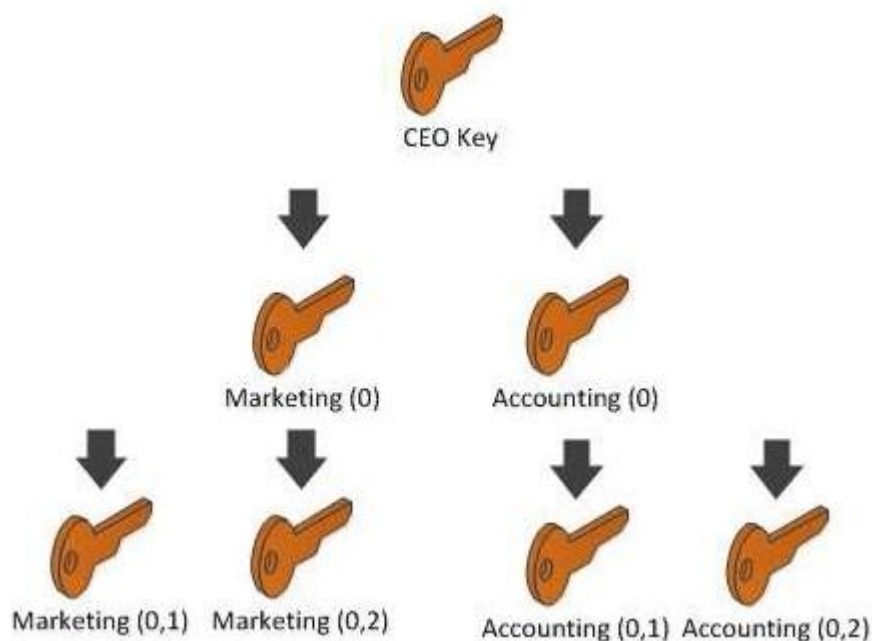 CEO Key
Marketing (0)
Accounting (0)
Marketing (0,1)
Marketing (0,2)
Accounting (0,1)
Accounting (0,2)